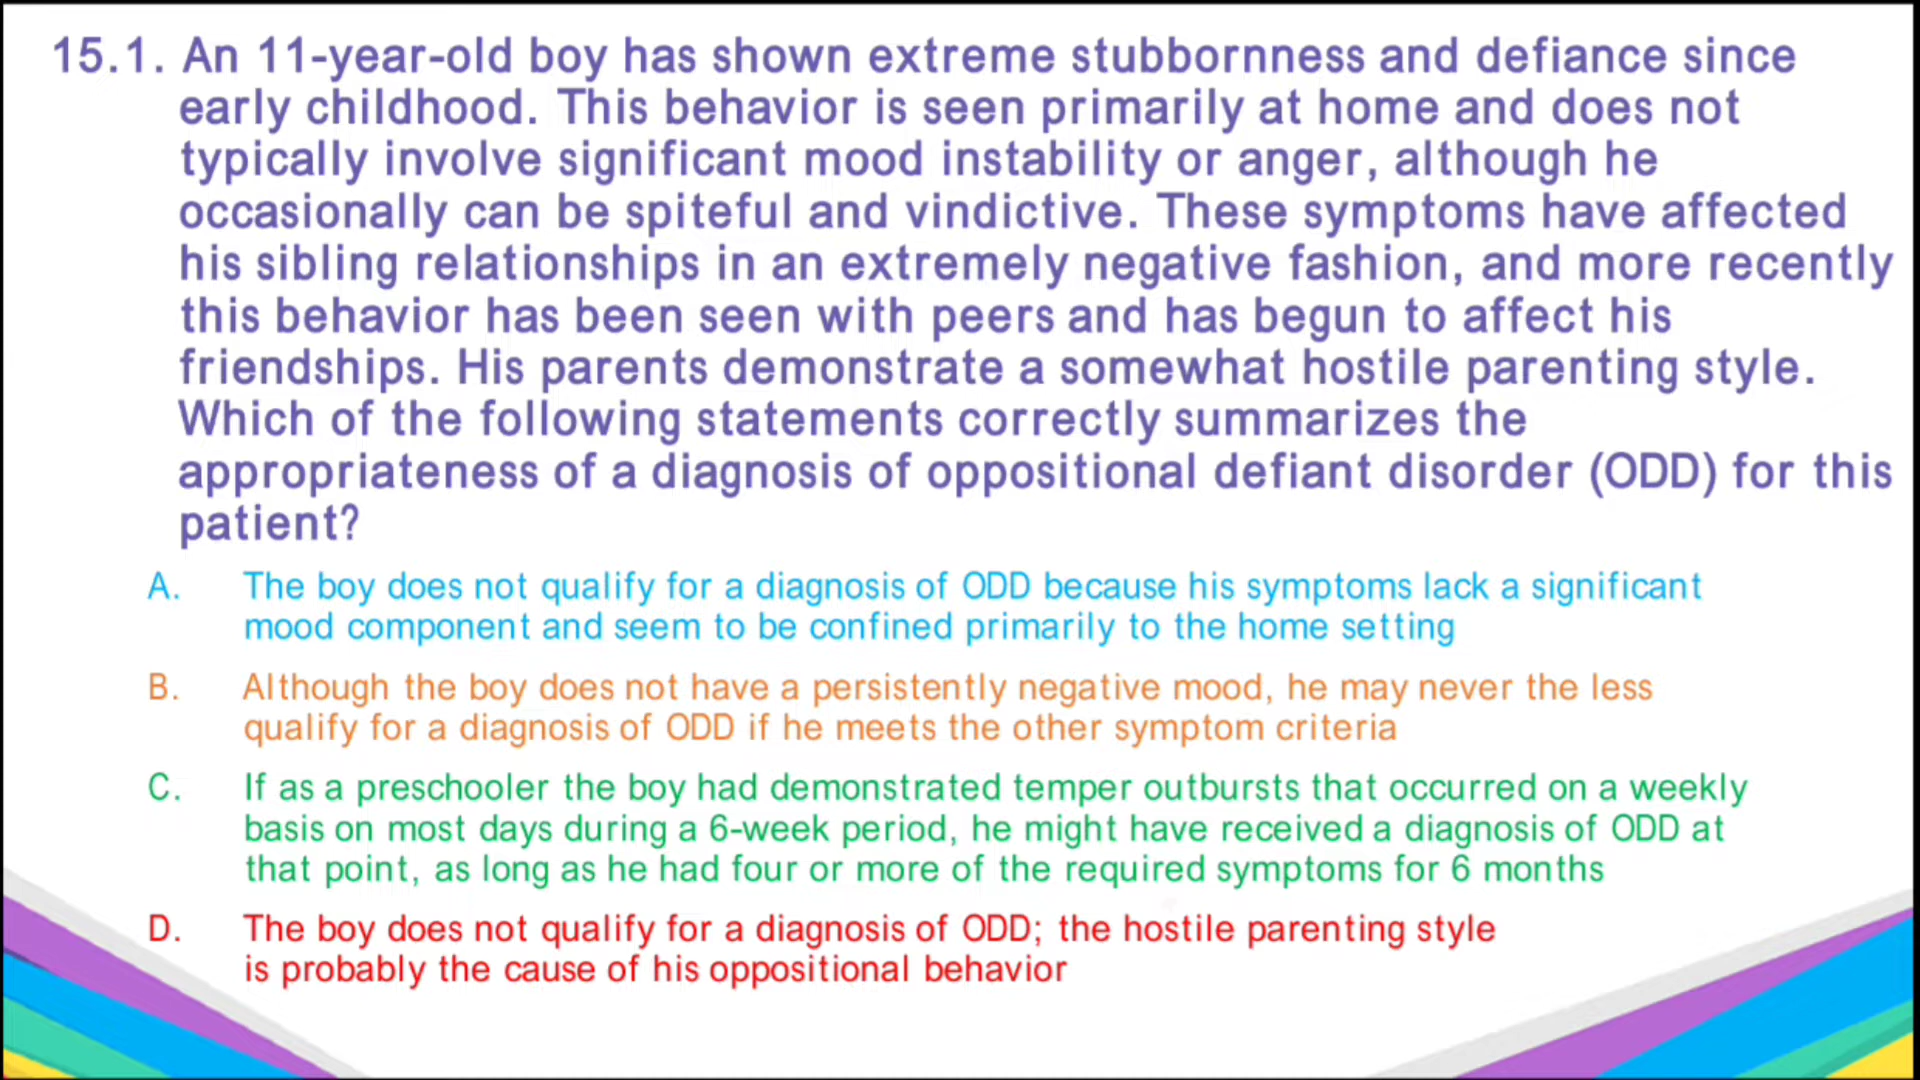 15.1. An 11-year-old boy has shown extreme stubbornness and defiance since
early childhood. This behavior is seen primarily at home and does not
typically involve significant mood instability or anger, although he
occasionally can be spiteful and vindictive. These symptoms have affected
his sibling relationships in an extremely negative fashion, and more recently
this behavior has been seen with peers and has begun to affect his
friendships. His parents demonstrate a somewhat hostile parenting style.
Which of the following statements correctly summarizes the
appropriateness of a diagnosis of oppositional defiant disorder (ODD) for this
patient?
A. The boy does not qualify for a diagnosis of ODD because his symptoms lack a significant
mood component and seem to be confined primarily to the home setting
B. Although the boy does not have a persistently negative mood, he may never the less
qualify for a diagnosis of ODD if he meets the other symptom criteria
C. If as a preschooler the boy had demonstrated temper outbursts that occurred on a weekly
basis on most days during a 6-week period, he might have received a diagnosis of ODD at
that point, as long as he had four or more of the required symptoms for 6 months
D. The boy does not qualify for a diagnosis of ODD; the hostile parenting style
is probably the cause of his oppositional behavior